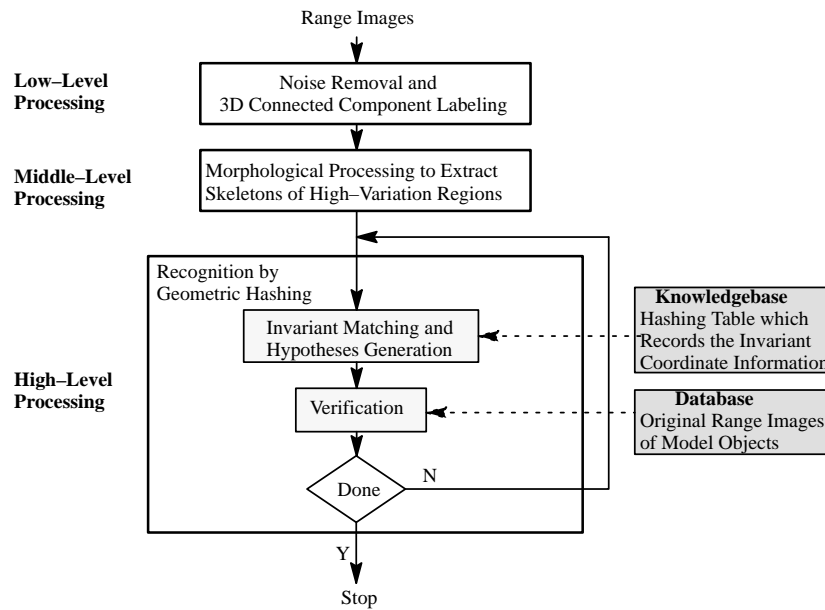 Range Images
Low–Level
Processing
Noise Removal and
3D Connected Component Labeling
Middle–Level
Processing
Morphological Processing to Extract
Skeletons of High–Variation Regions
Recognition by
Geometric Hashing
Knowledgebase
Hashing Table which
Records the Invariant
Coordinate Information
Invariant Matching and
Hypotheses Generation
High–Level
Processing
Verification
Database
Original Range Images
of Model Objects
Done
N
Y
Stop